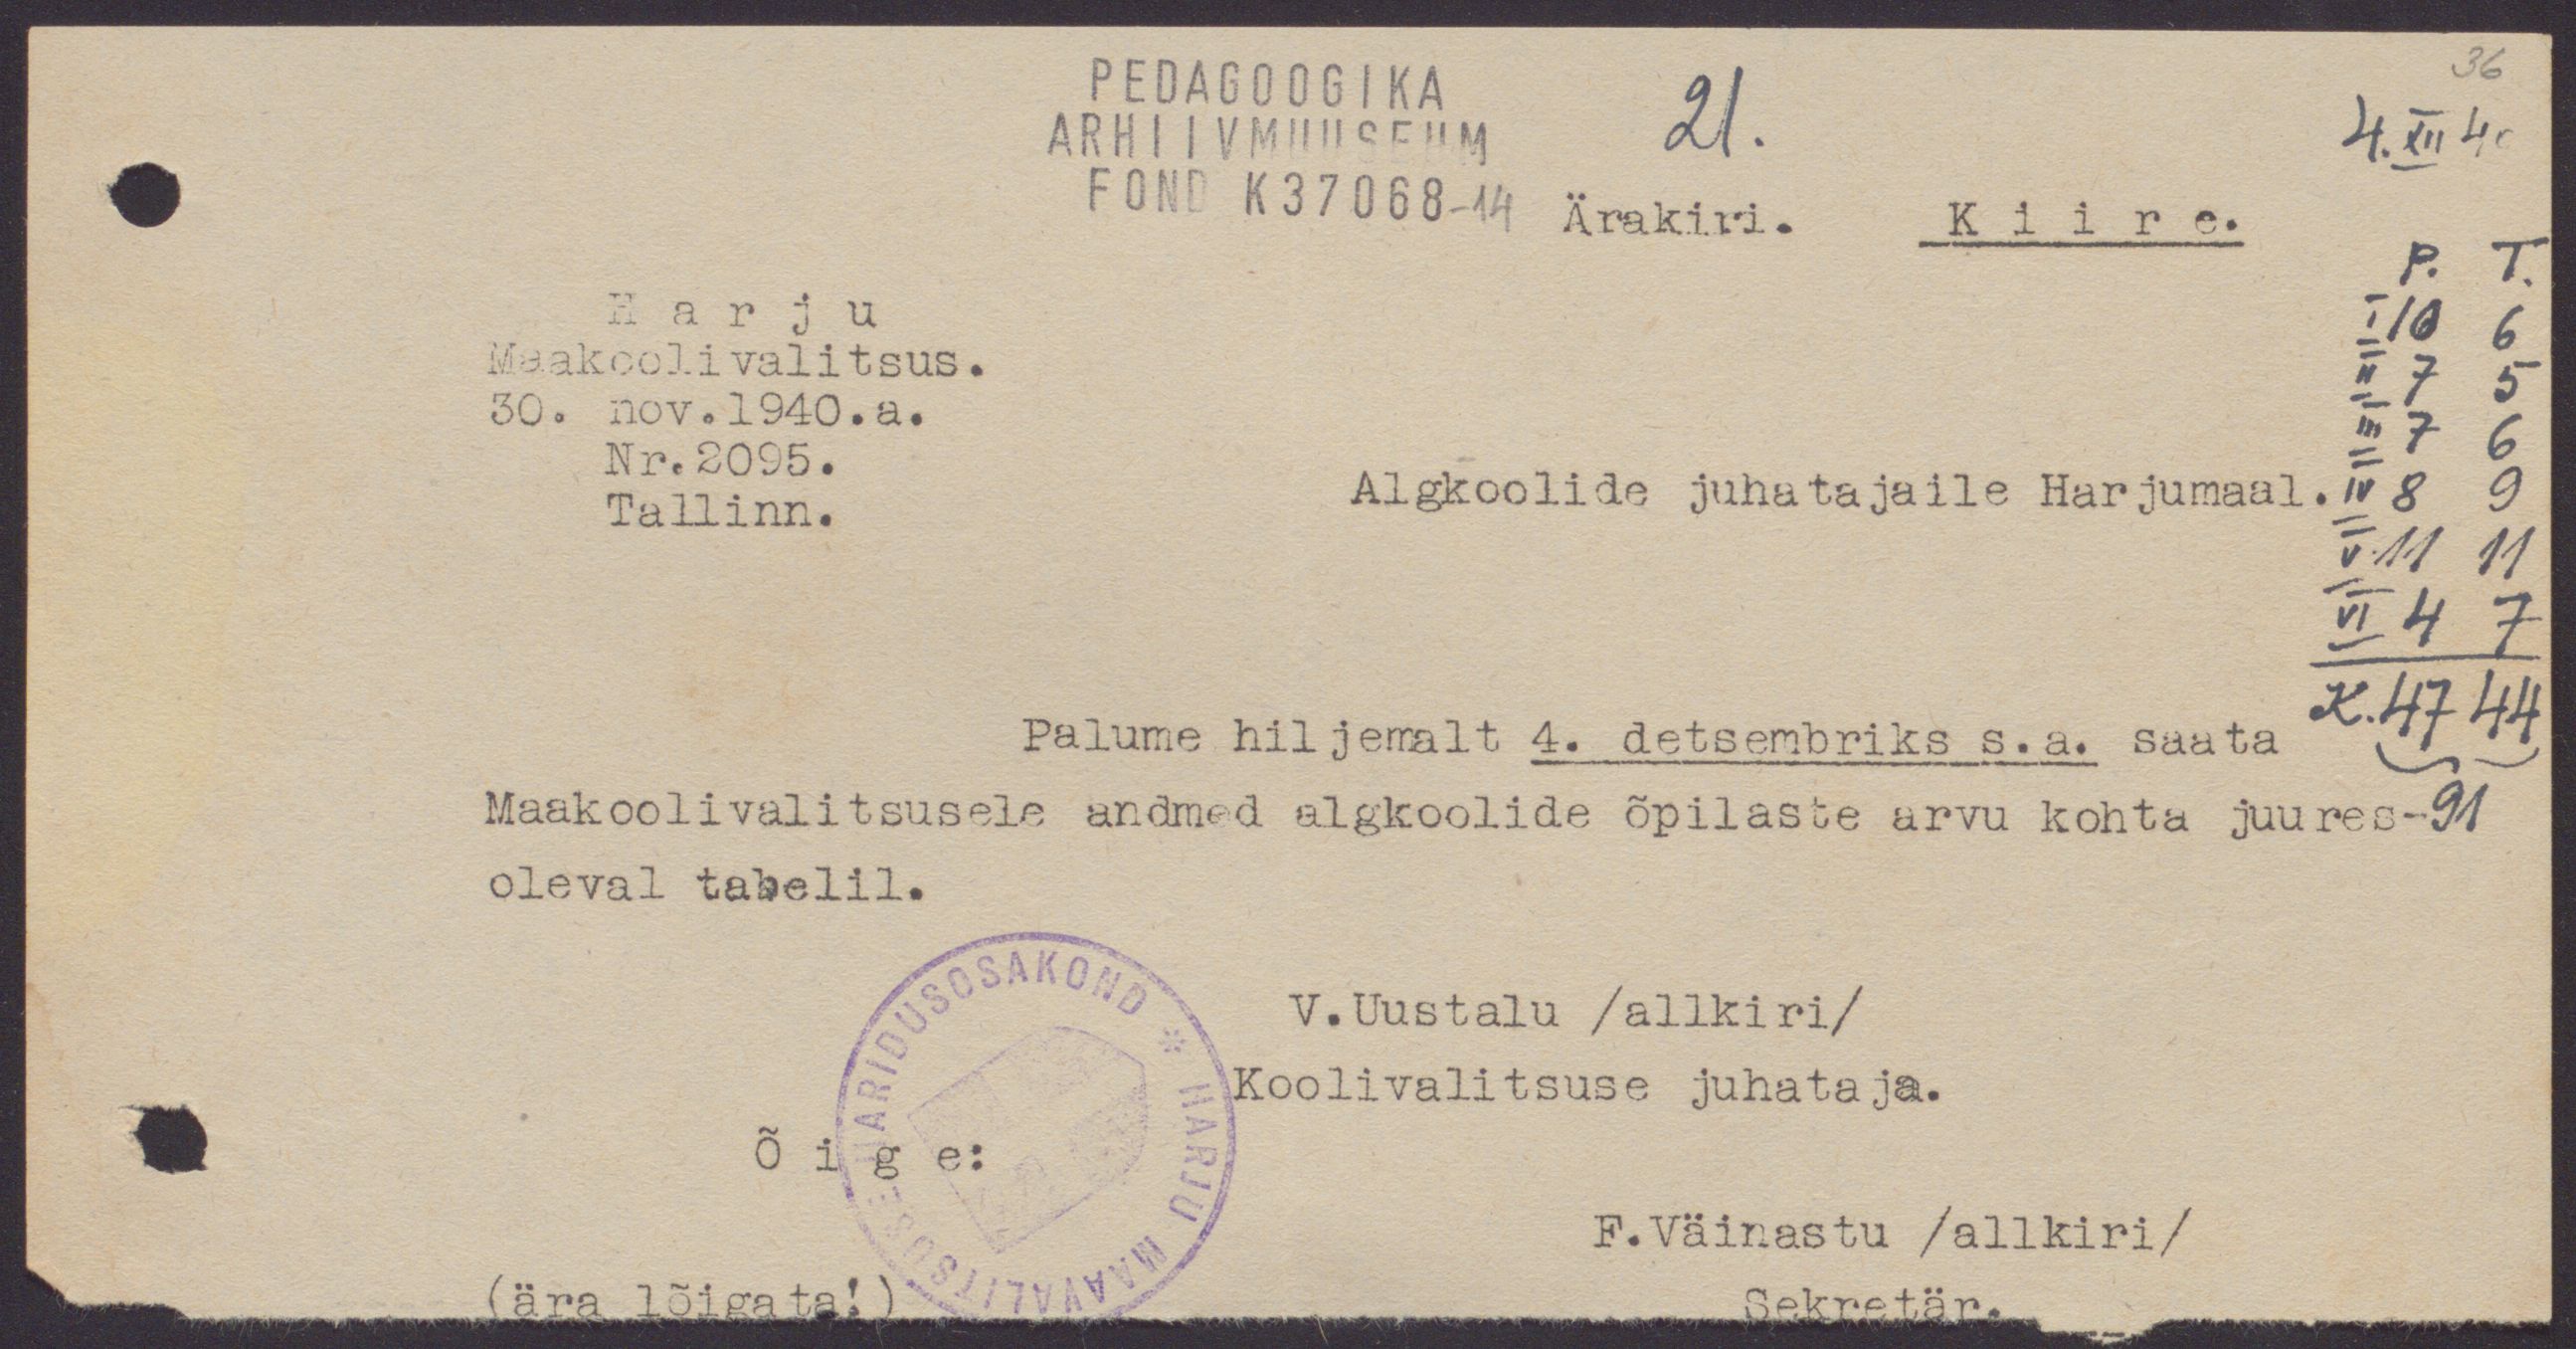 36
PEDAGOOGIKA
ARHIIVMUUSEUM
FOND K37068-14
21.
4. XII 40
Ärakiri. Kiire.
P. T.
Harju
Maakoolivalitsus.
30. nov.1940.a.
Nr.2095.
Tallinn.
I 10 6
II 7 5
III 7 6
Algkoolide juhatajaile Harjumaal.
IV 8 9
V 11 11
VI 4 7
K. 47 44
91
Palume hiljemalt 4. detsembriks s.a. saata
Maakoolivalitsusele andmed algkoolide õpilaste arvu kohta juures-
oleval tabelil.
V.Uustalu /allkiri/
Koolivalitsuse juhataja.
Õige:
HARJU MAAVALITSUSE HARIDUSOSAKOND *
F.Väinastu /allkiri/
Sekretär.
(ära lõigata!)